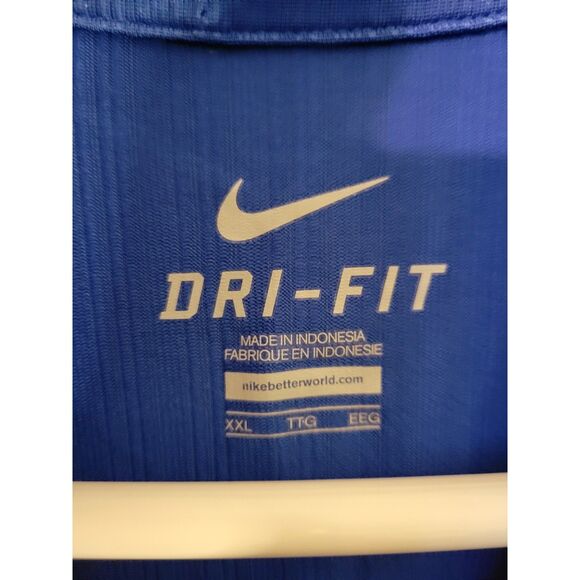 DRI-FIT
MADE IN INDONESIA
FABRIQUE EN INDONESIE
nikebetterworld.com
XXL TTG EEG